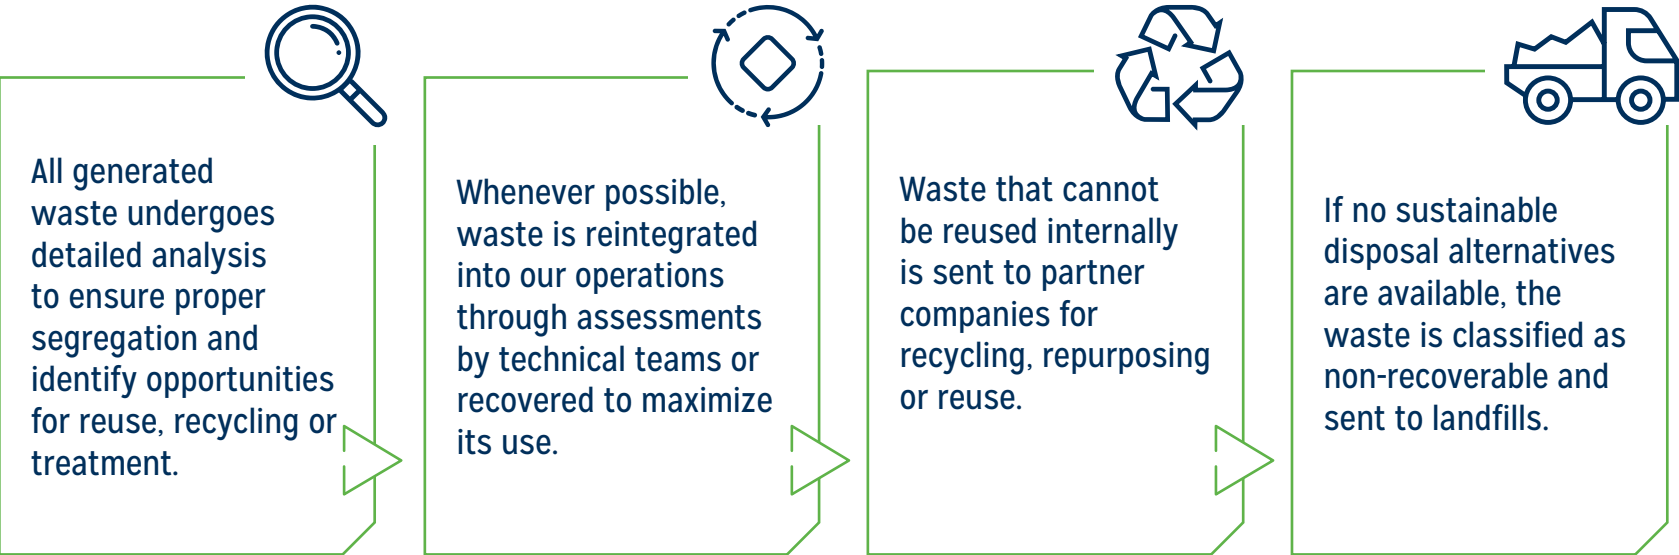 All generated
waste undergoes
detailed analysis
to ensure proper
segregation and
identify opportunities
for reuse, recycling or
treatment.
Whenever possible,
waste is reintegrated
into our operations
through assessments
by technical teams or
recovered to maximize
its use.
Waste that cannot
be reused internally
is sent to partner
companies for
recycling, repurposing
or reuse.
If no sustainable
disposal alternatives
are available, the
waste is classified as
non-recoverable and
sent to landfills.